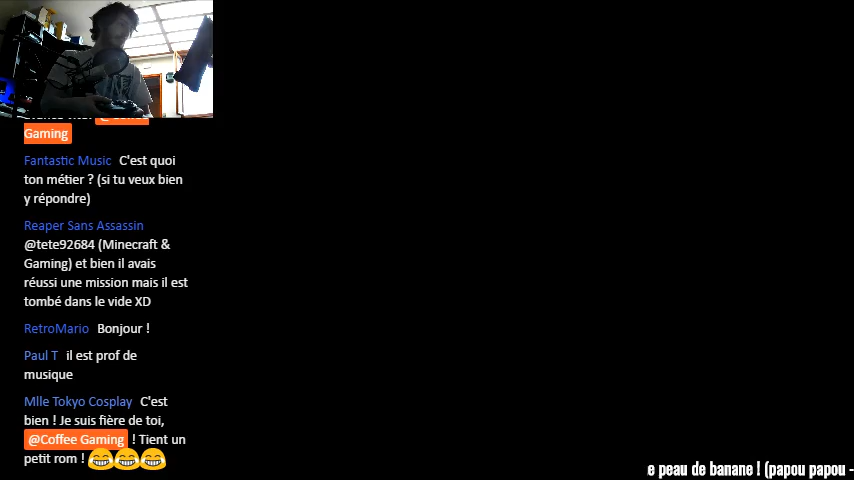 Gaming
Fantastic Music C'est quoi
ton métier ? (si tu veux bien
y répondre)
Reaper Sans Assassin
@tete92684 (Minecraft &
Gaming) et bien il avais
réussi une mission mais il est
tombé dans le vide XD
RetroMario Bonjour !
Paul T il est prof de
musique
Mlle Tokyo Cosplay C'est
bien ! Je suis fière de toi,
@Coffee Gaming ! Tient un
petit rom !
e peau de banane ! (papou papou -